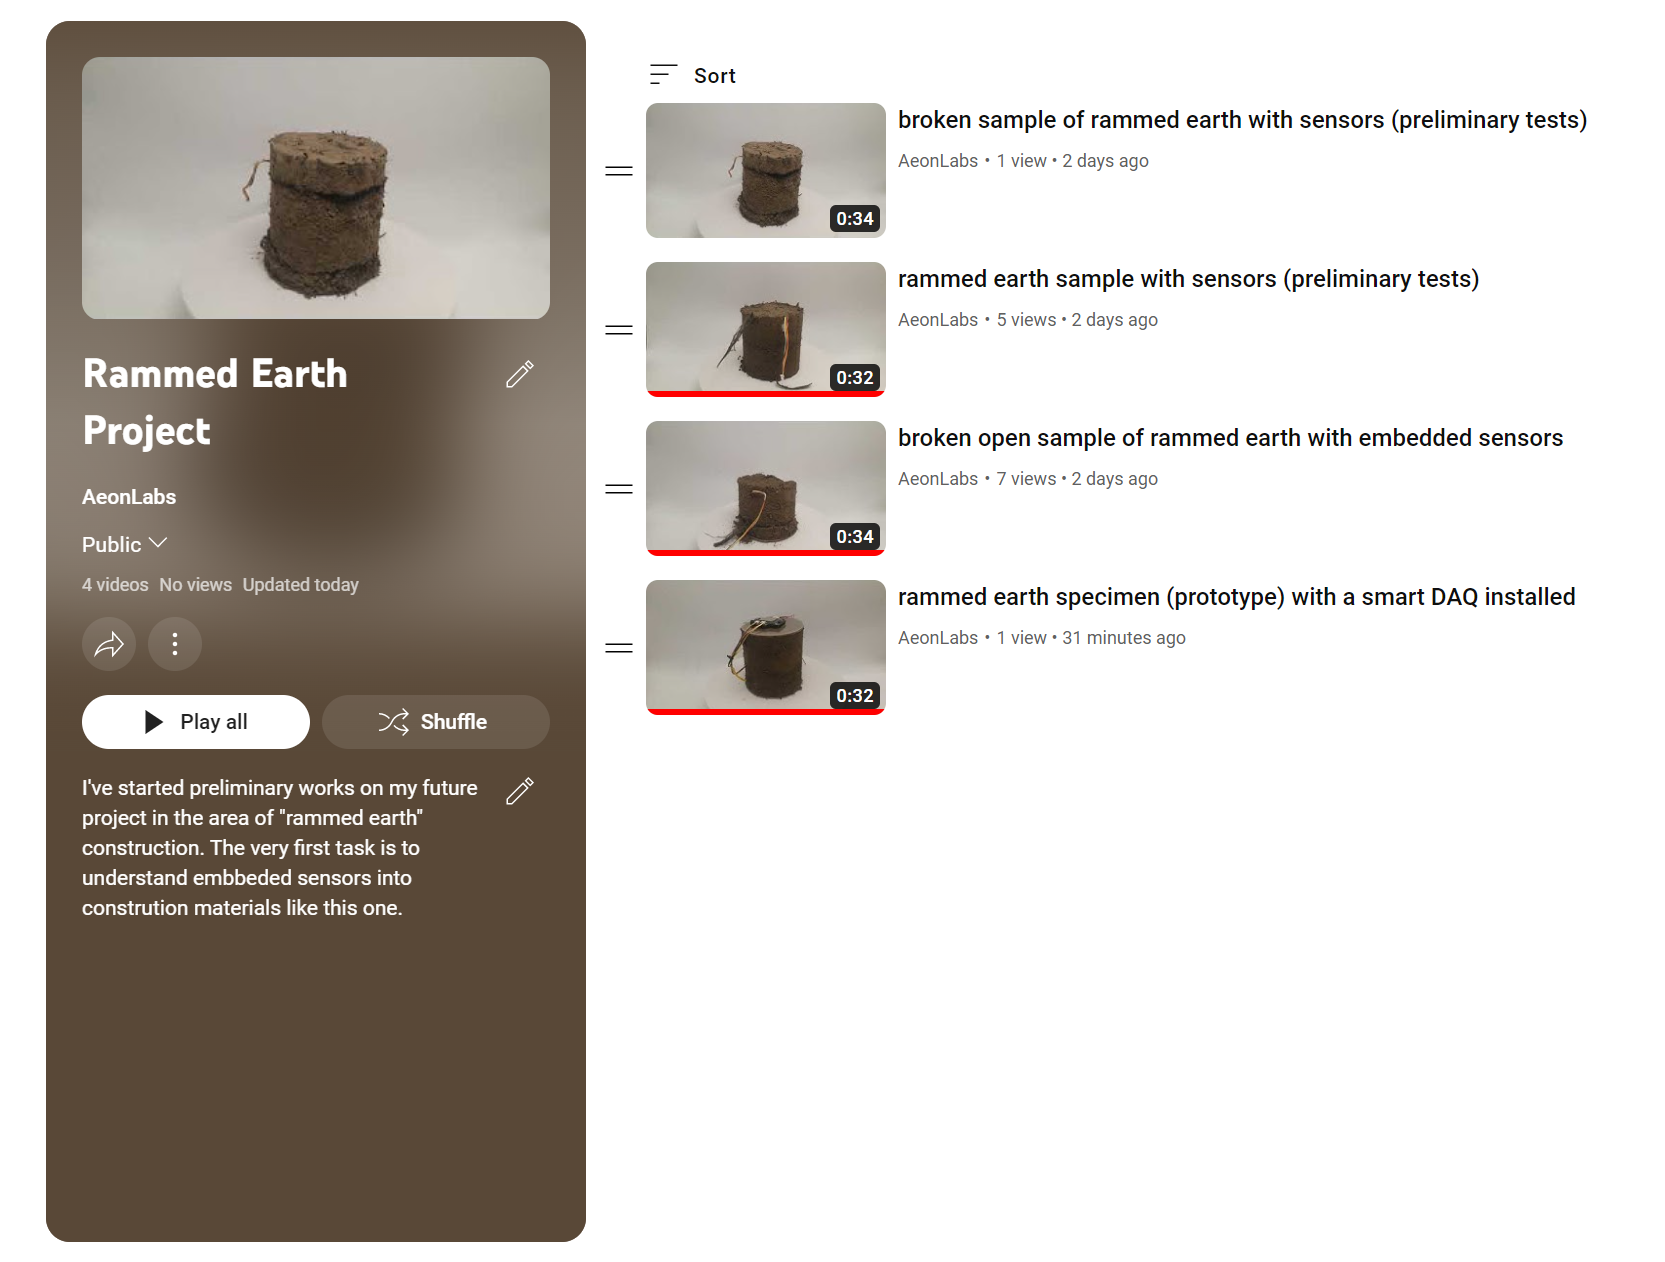 Rammed Earth
Project
AeonLabs
Public
4 videos No views Updated today
Play all
Shuffle
I've started preliminary works on my future
project in the area of "rammed earth"
construction. The very first task is to
understand embbeded sensors into
constrution materials like this one.
Sort
0:34
broken sample of rammed earth with sensors (preliminary tests)
AeonLabs • 1 view • 2 days ago
0:32
rammed earth sample with sensors (preliminary tests)
AeonLabs • 5 views • 2 days ago
0:34
broken open sample of rammed earth with embedded sensors
AeonLabs • 7 views • 2 days ago
0:32
rammed earth specimen (prototype) with a smart DAQ installed
AeonLabs • 1 view • 31 minutes ago